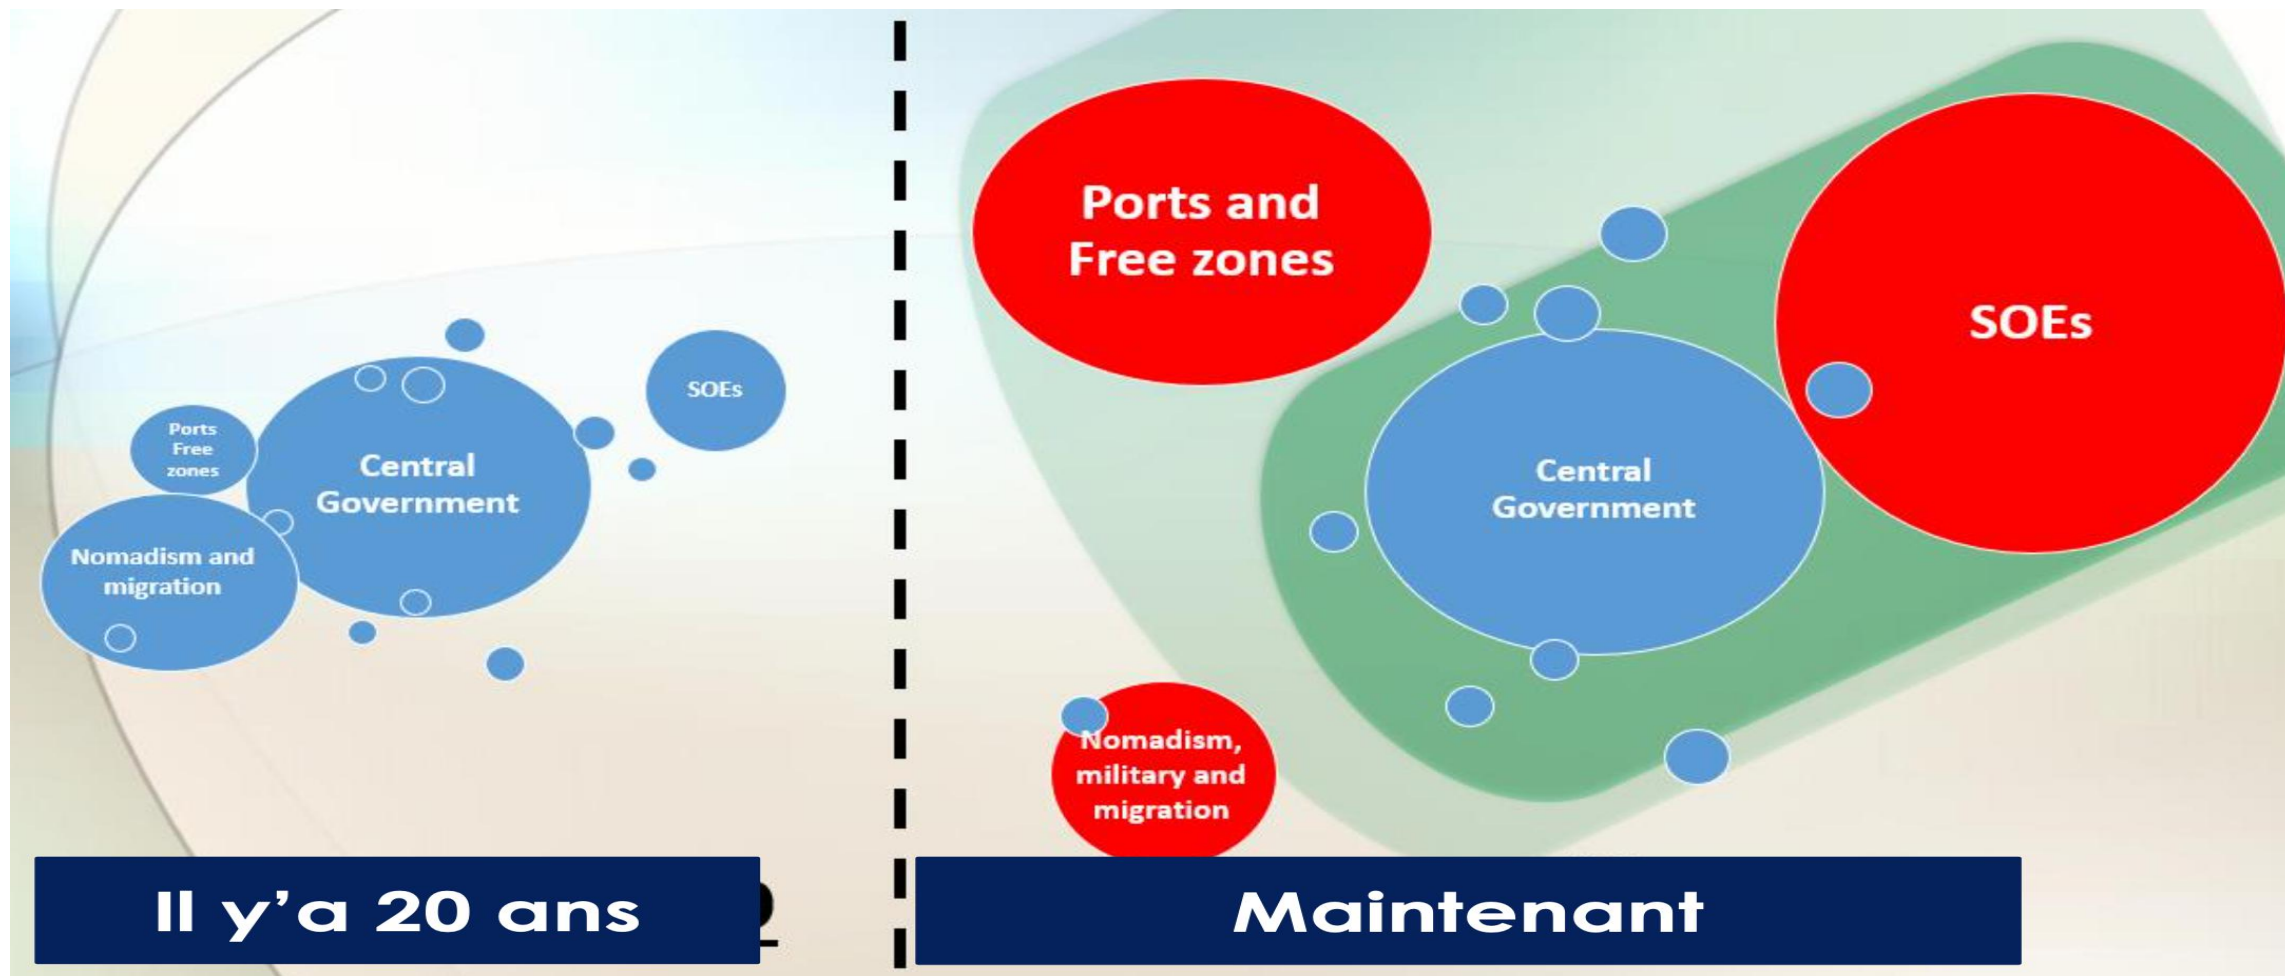 Ports
Free
zones
Central
Government
SOEs
Nomadism and
migration
Il y’a 20 ans
Ports and
Free zones
SOEs
Central
Government
Nomadism,
military and
migration
Maintenant